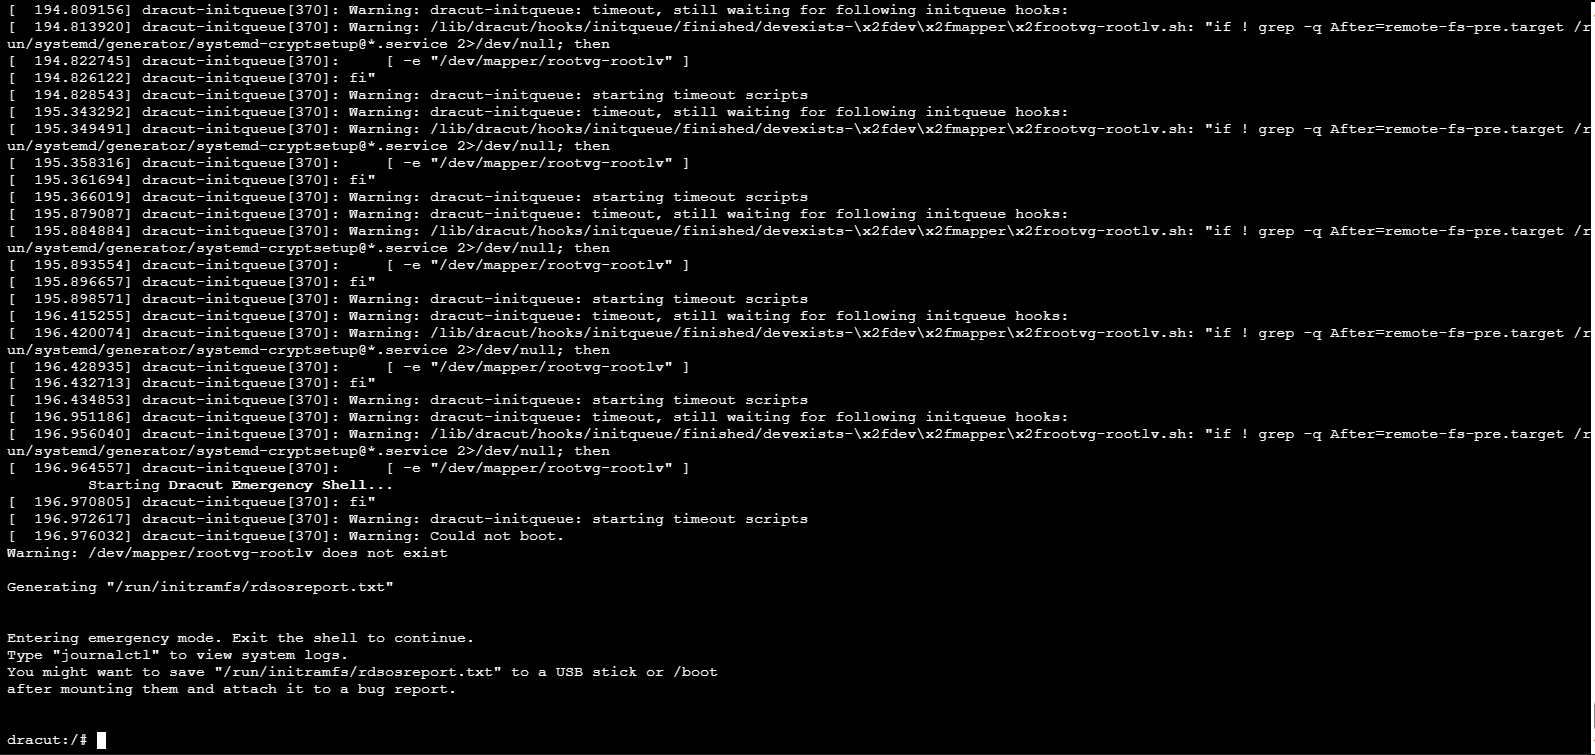 [  194.809156] dracut-initqueue[370]: Warning: dracut-initqueue: timeout, still waiting for following initqueue hooks:
[  194.813920] dracut-initqueue[370]: Warning: /lib/dracut/hooks/initqueue/finished/devexists-\x2fdev\x2fmapper\x2frootvg-rootlv.sh: "if ! grep -q After=remote-fs-pre.target /r
un/systemd/generator/systemd-cryptsetup@*.service 2>/dev/null; then
[  194.822745] dracut-initqueue[370]:     [ -e "/dev/mapper/rootvg-rootlv" ]
[  194.826122] dracut-initqueue[370]: fi"
[  194.828543] dracut-initqueue[370]: Warning: dracut-initqueue: starting timeout scripts
[  195.343292] dracut-initqueue[370]: Warning: dracut-initqueue: timeout, still waiting for following initqueue hooks:
[  195.349491] dracut-initqueue[370]: Warning: /lib/dracut/hooks/initqueue/finished/devexists-\x2fdev\x2fmapper\x2frootvg-rootlv.sh: "if ! grep -q After=remote-fs-pre.target /r
un/systemd/generator/systemd-cryptsetup@*.service 2>/dev/null; then
[  195.358316] dracut-initqueue[370]:     [ -e "/dev/mapper/rootvg-rootlv" ]
[  195.361694] dracut-initqueue[370]: fi"
[  195.366019] dracut-initqueue[370]: Warning: dracut-initqueue: starting timeout scripts
[  195.879087] dracut-initqueue[370]: Warning: dracut-initqueue: timeout, still waiting for following initqueue hooks:
[  195.884884] dracut-initqueue[370]: Warning: /lib/dracut/hooks/initqueue/finished/devexists-\x2fdev\x2fmapper\x2frootvg-rootlv.sh: "if ! grep -q After=remote-fs-pre.target /r
un/systemd/generator/systemd-cryptsetup@*.service 2>/dev/null; then
[  195.893554] dracut-initqueue[370]:     [ -e "/dev/mapper/rootvg-rootlv" ]
[  195.896657] dracut-initqueue[370]: fi"
[  195.898571] dracut-initqueue[370]: Warning: dracut-initqueue: starting timeout scripts
[  196.415255] dracut-initqueue[370]: Warning: dracut-initqueue: timeout, still waiting for following initqueue hooks:
[  196.420074] dracut-initqueue[370]: Warning: /lib/dracut/hooks/initqueue/finished/devexists-\x2fdev\x2fmapper\x2frootvg-rootlv.sh: "if ! grep -q After=remote-fs-pre.target /r
un/systemd/generator/systemd-cryptsetup@*.service 2>/dev/null; then
[  196.428935] dracut-initqueue[370]:     [ -e "/dev/mapper/rootvg-rootlv" ]
[  196.432713] dracut-initqueue[370]: fi"
[  196.434853] dracut-initqueue[370]: Warning: dracut-initqueue: starting timeout scripts
[  196.951186] dracut-initqueue[370]: Warning: dracut-initqueue: timeout, still waiting for following initqueue hooks:
[  196.956040] dracut-initqueue[370]: Warning: /lib/dracut/hooks/initqueue/finished/devexists-\x2fdev\x2fmapper\x2frootvg-rootlv.sh: "if ! grep -q After=remote-fs-pre.target /r
un/systemd/generator/systemd-cryptsetup@*.service 2>/dev/null; then
[  196.964557] dracut-initqueue[370]:     [ -e "/dev/mapper/rootvg-rootlv" ]
         Starting Dracut Emergency Shell...
[  196.970805] dracut-initqueue[370]: fi"
[  196.972617] dracut-initqueue[370]: Warning: dracut-initqueue: starting timeout scripts
[  196.976032] dracut-initqueue[370]: Warning: Could not boot.
Warning: /dev/mapper/rootvg-rootlv does not exist
Generating "/run/initramfs/rdsosreport.txt"
Entering emergency mode. Exit the shell to continue.
Type "journalctl" to view system logs.
You might want to save "/run/initramfs/rdsosreport.txt" to a USB stick or /boot
after mounting them and attach it to a bug report.
dracut:/#